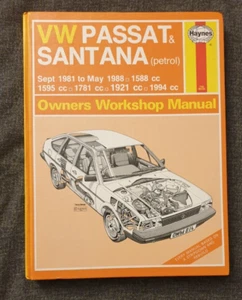 VW PASSAT &
SANTANA (petrol)
Haynes
Sept 1981 to May 1988 □ 1588 cc
1595 cc □ 1781 cc □ 1921 cc □ 1994 cc
Owners Workshop Manual